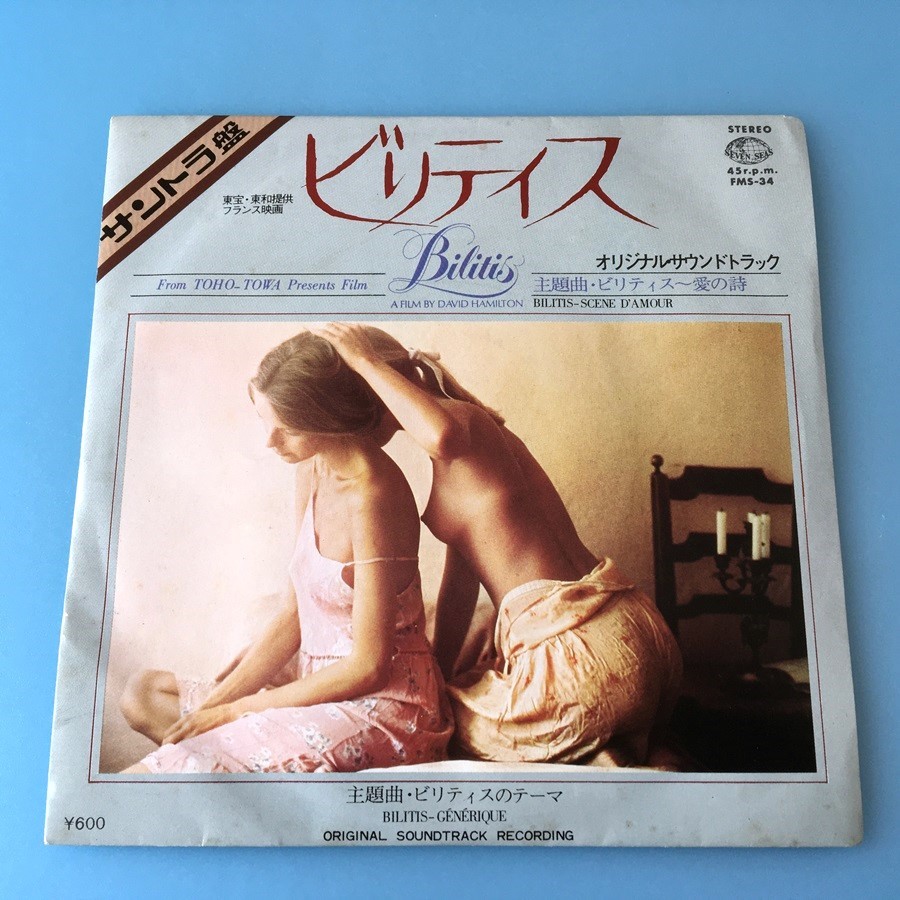 サントラ盤
東宝・東和提供
フランス映画
ビリティス
STEREO
SEVEN SEAS
45r.p.m.
FMS-34
Bilitis
オリジナル・サウンドトラック
From TOHO-TOWA Presents Film
A FILM BY DAVID HAMILTON
主題曲・ビリティス〜愛の詩
BILITIS-SCENE D'AMOUR
主題曲・ビリティスのテーマ
BILITIS-GÉNÉRIQUE
¥600
ORIGINAL SOUNDTRACK RECORDING